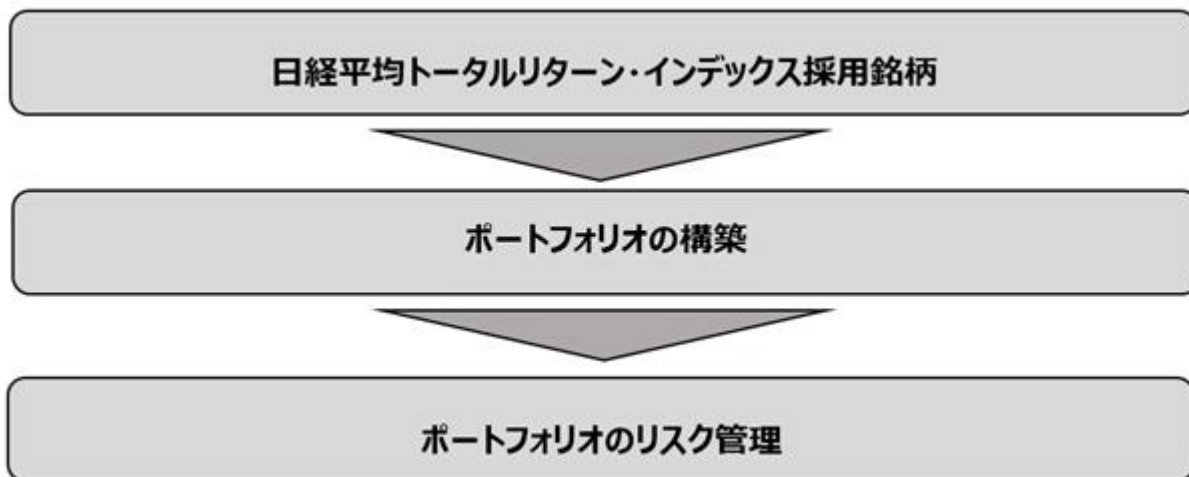 日経平均トータルリターン・インデックス採用銘柄
ポートフォリオの構築
ポートフォリオのリスク管理